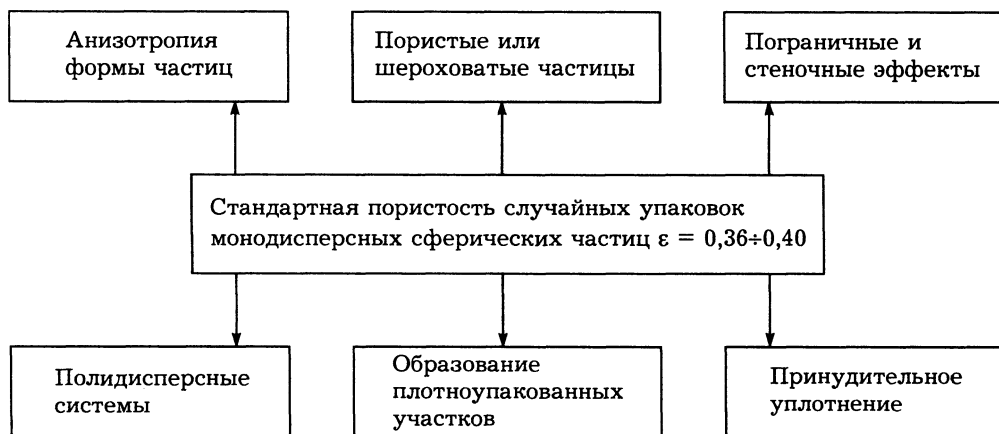 Анизотропия
формы частиц
Пористые или
шероховатые частицы
Пограничные и
стеночные эффекты
Стандартная пористость случайных упаковок
монодисперсных сферических частиц ε = 0,36÷0,40
Полидисперсные
системы
Образование
плотноупакованных
участков
Принудительное
уплотнение